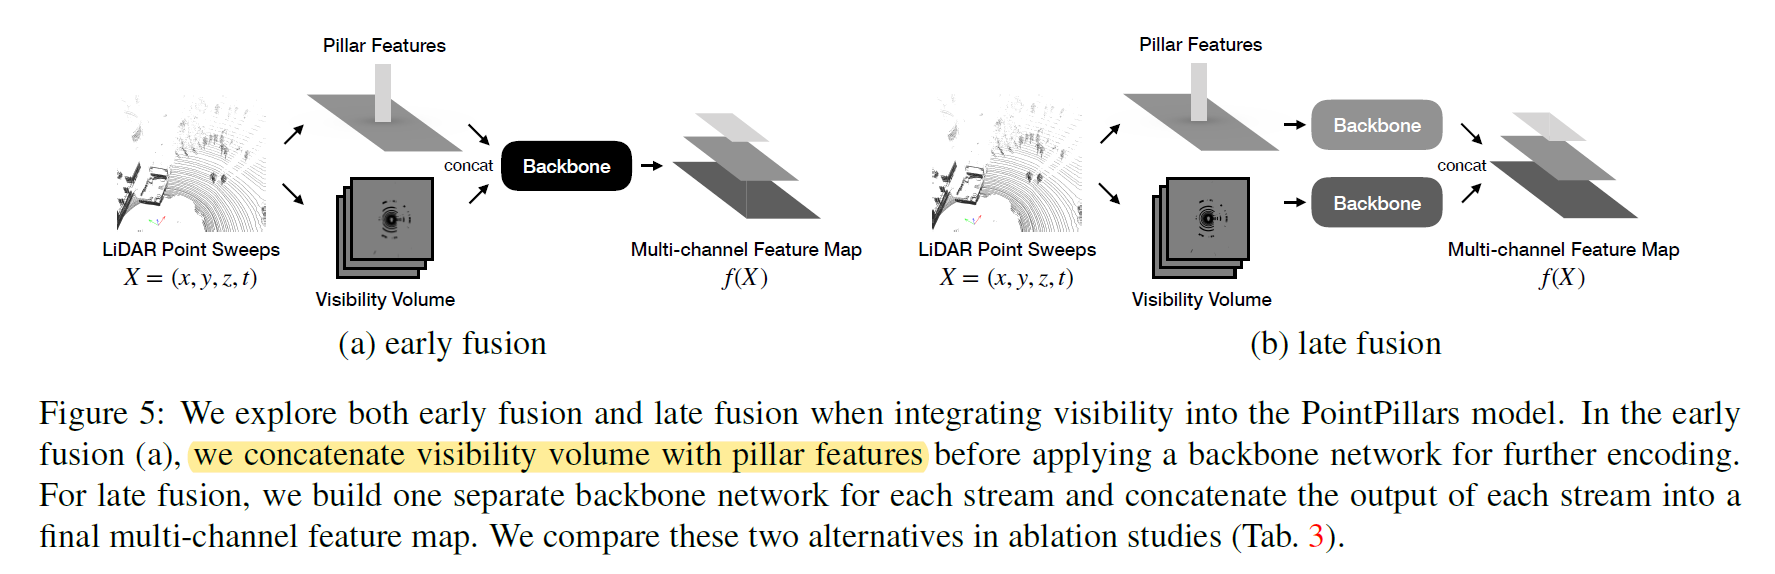 Pillar Features
concat
Backbone
LiDAR Point Sweeps
X = (x, y, z, t)
Visibility Volume
Multi-channel Feature Map
f(X)
(a) early fusion
Pillar Features
Backbone
concat
Backbone
LiDAR Point Sweeps
X = (x, y, z, t)
Visibility Volume
Multi-channel Feature Map
f(X)
(b) late fusion
Figure 5: We explore both early fusion and late fusion when integrating visibility into the PointPillars model. In the early
fusion (a), we concatenate visibility volume with pillar features before applying a backbone network for further encoding.
For late fusion, we build one separate backbone network for each stream and concatenate the output of each stream into a
final multi-channel feature map. We compare these two alternatives in ablation studies (Tab. 3).